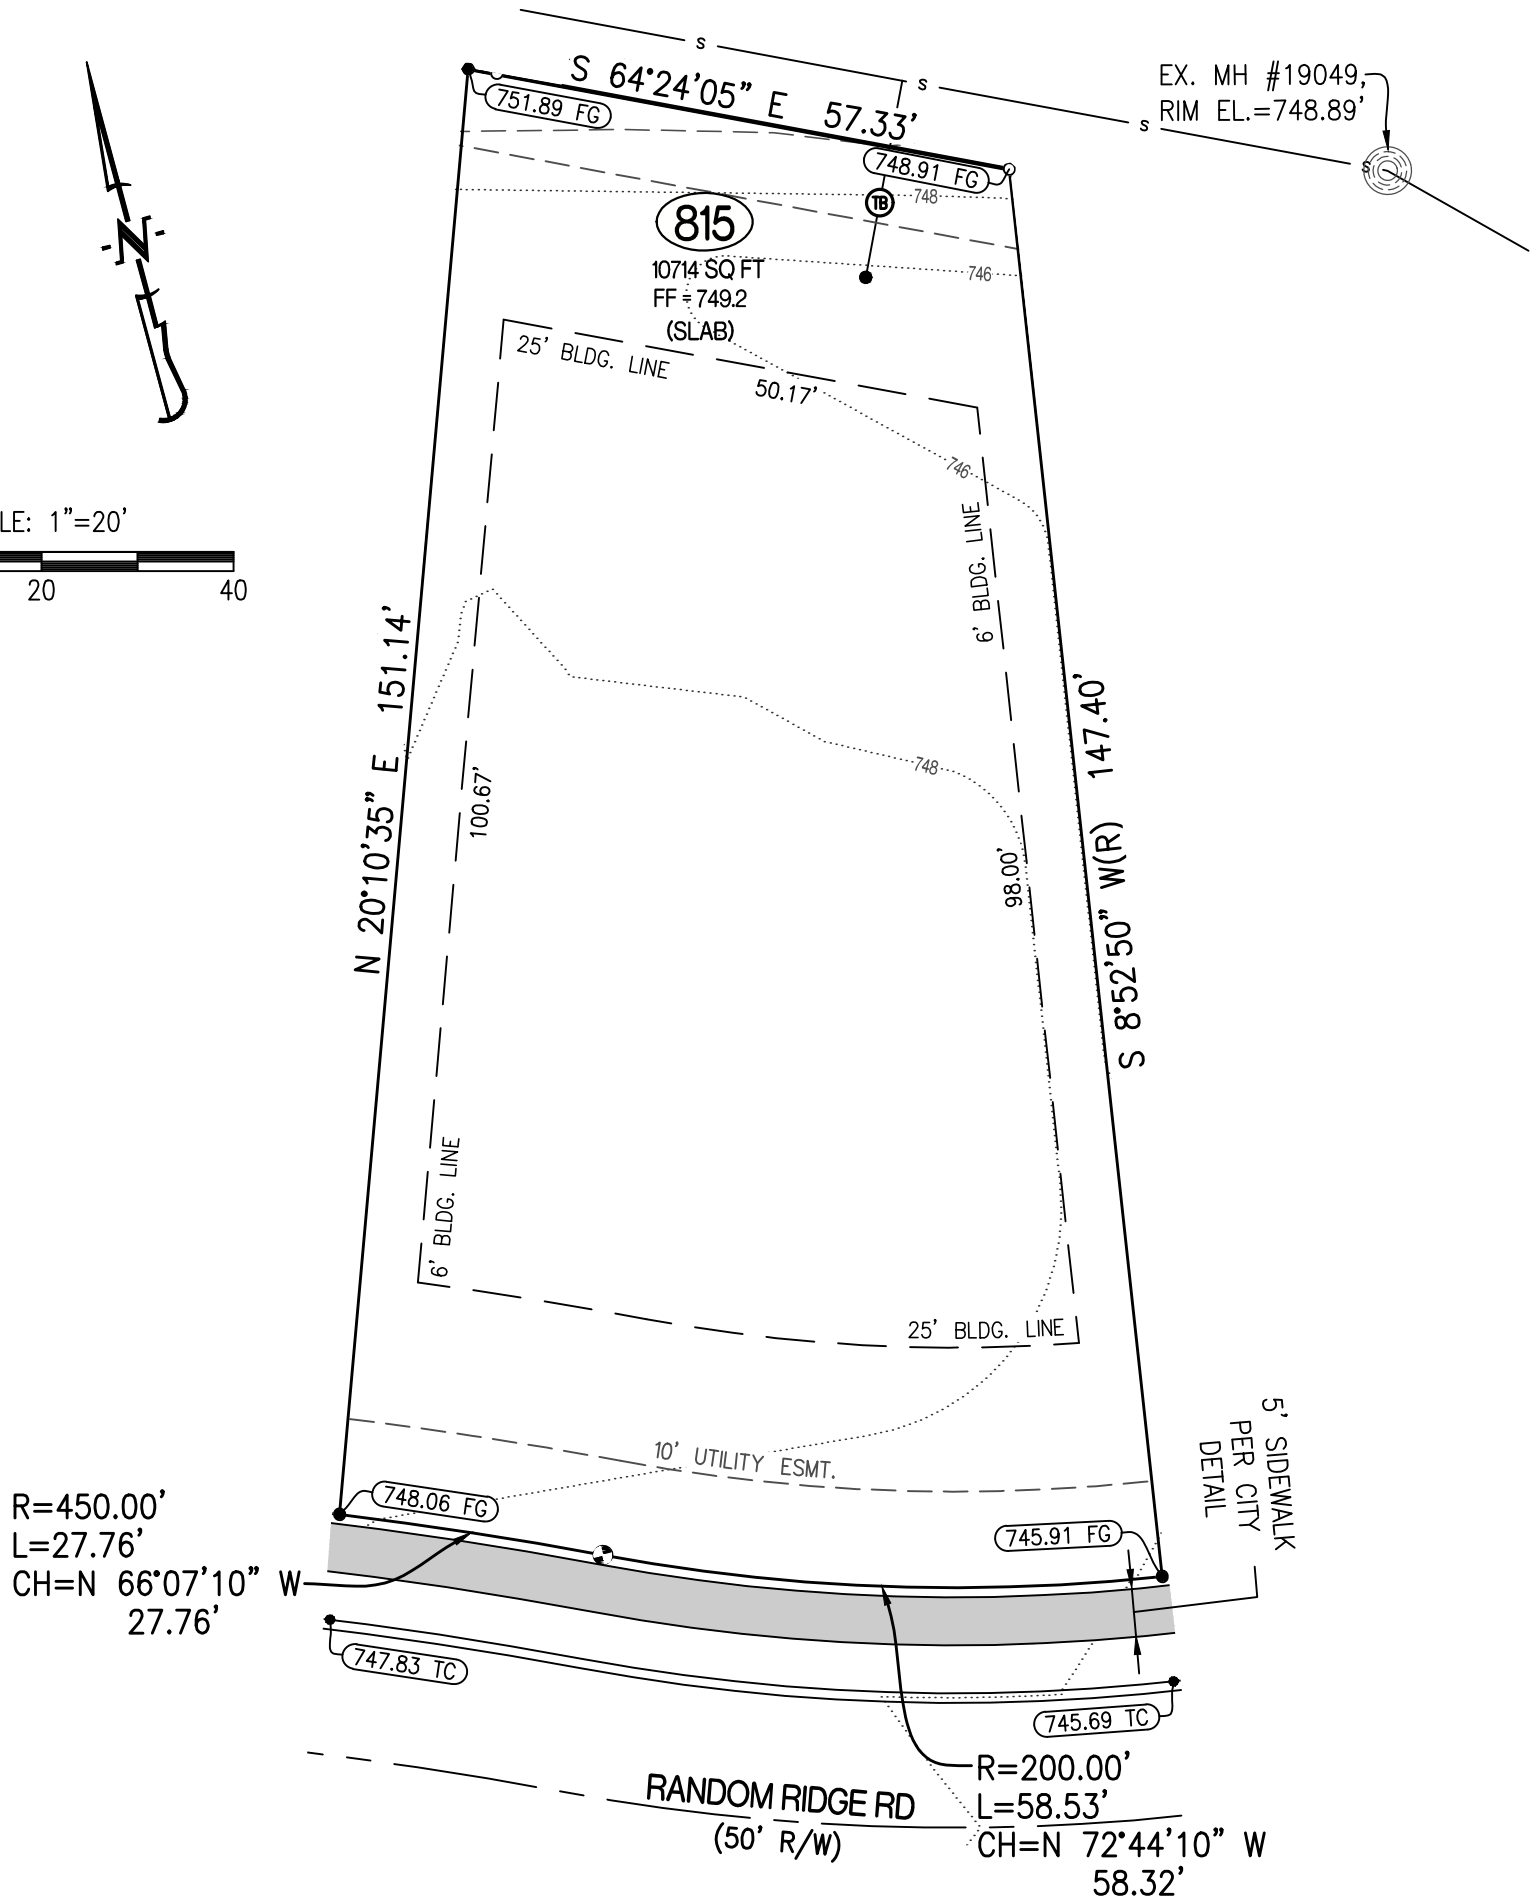 S
S
S
S
S 64°24'05" E 57.33'
EX. MH #19049,
RIM EL.=748.89'
751.89 FG
748.91 FG
748
TB
815
10714 SQ FT
FF = 749.2
(SLAB)
746
N
25' BLDG. LINE
50.17'
746
6' BLDG. LINE
LE: 1"=20'
20
40
N 20°10'35" E 151.14'
100.67'
748
98.00'
S 8°52'50" W(R) 147.40'
6' BLDG. LINE
25' BLDG. LINE
10' UTILITY ESMT.
5' SIDEWALK
PER CITY
DETAIL
748.06 FG
745.91 FG
R=450.00'
L=27.76'
CH=N 66°07'10" W
27.76'
747.83 TC
745.69 TC
RANDOM RIDGE RD
(50' R/W)
R=200.00'
L=58.53'
CH=N 72°44'10" W
58.32'